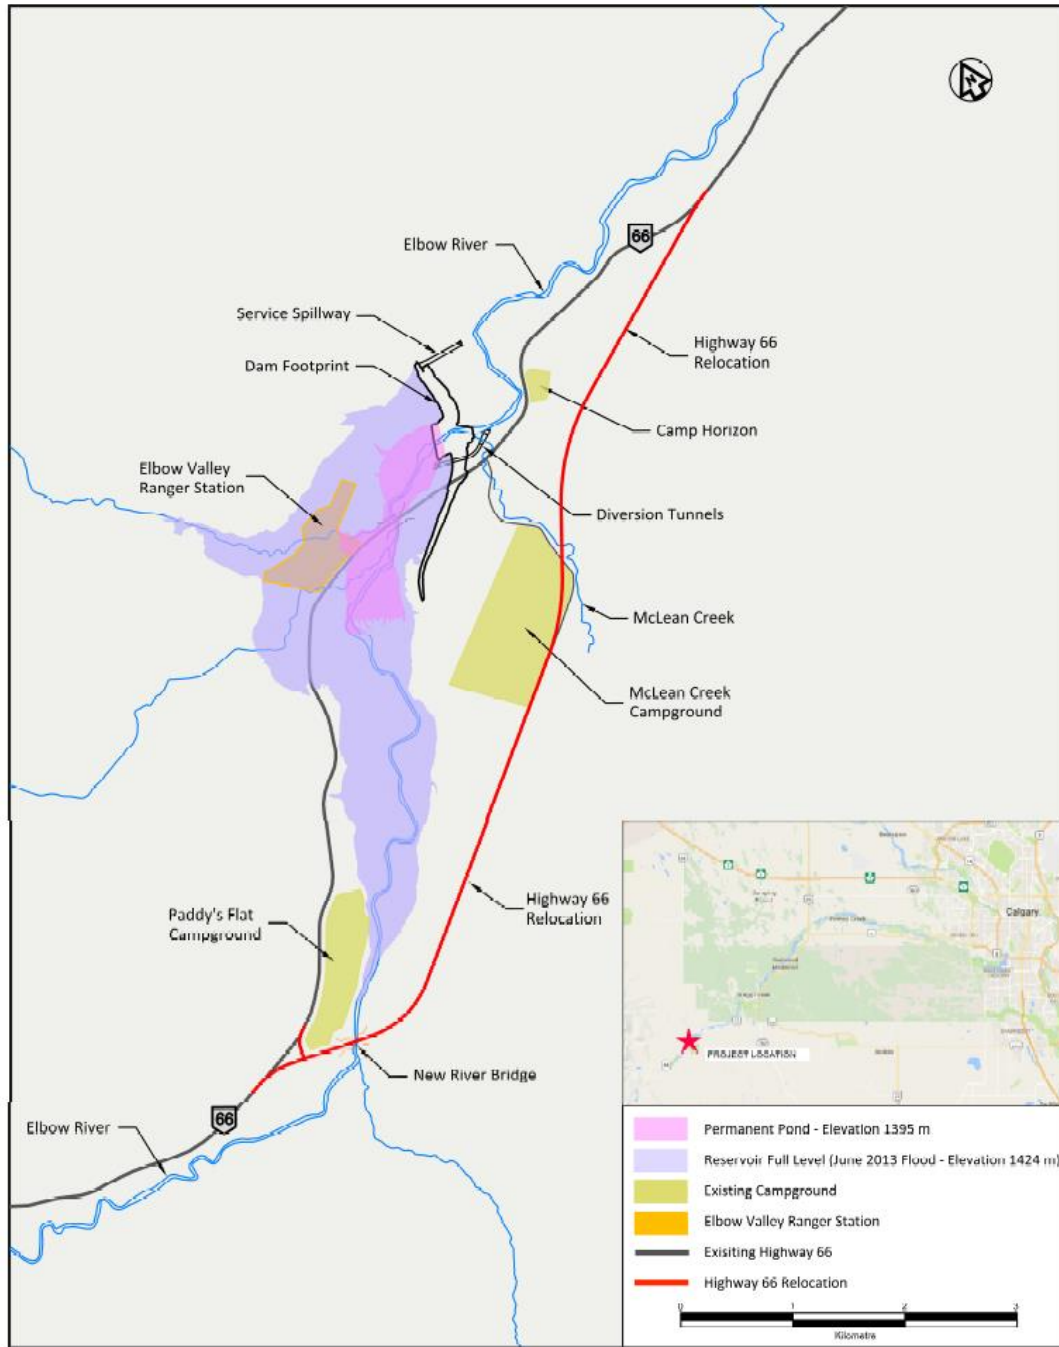 N
66
Elbow River
Service Spillway
Highway 66
Relocation
Dam Footprint
Camp Horizon
Elbow Valley
Ranger Station
Diversion Tunnels
McLean Creek
McLean Creek
Campground
Highway 66
Relocation
Paddy's Flat
Campground
New River Bridge
66
Elbow River
Calgary
PROJECT LOCATION
Permanent Pond - Elevation 1395 m
Reservoir Full Level (June 2013 Flood - Elevation 1424 m)
Existing Campground
Elbow Valley Ranger Station
Exisiting Highway 66
Highway 66 Relocation
0 1 2 3
Kilometre